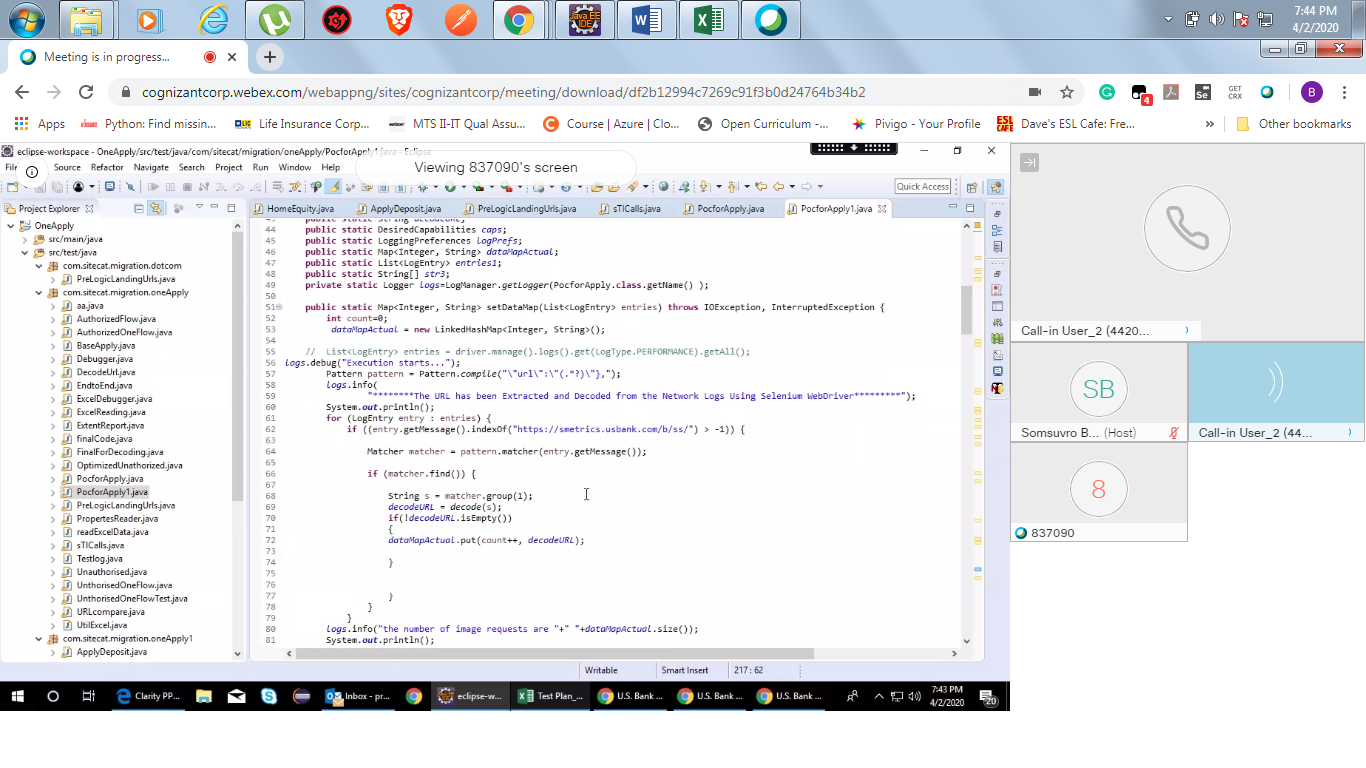 7:44 PM
4/2/2020
Meeting is in progress...
cognizantcorp.webex.com/webappng/sites/cognizantcorp/meeting/download/df2b12994c7269c91f3b0d24764b34b2
Apps Python: Find missin... Life Insurance Corp... MTS II-IT Qual Assu... Course | Azure | Clo... Open Curriculum -... Pivigo - Your Profile Dave's ESL Cafe: Fre... » Other bookmarks
eclipse-workspace - OneApply/src/test/java/com/sitecat/migration/oneApply/PocforApply1.java - Eclipse
Viewing 837090's screen
Source Refactor Navigate Search Project Run Window Help
Quick Access
Project Explorer
HomeEquity.java ApplyDeposit.java PreLogicLandingUrls.java sTICalls.java PocforApply.java PocforApply1.java
OneApply
src/main/java
src/test/java
com.sitecat.migration.dotcom
PreLogicLandingUrls.java
com.sitecat.migration.oneApply
aa.java
AuthorizedFlow.java
AuthorizedOneFlow.java
BaseApply.java
Debugger.java
DecodeUrl.java
EndtoEnd.java
ExcelDebugger.java
ExcelReading.java
ExtentReport.java
finalCode.java
FinalForDecoding.java
OptimizedUnathorized.java
PocforApply.java
PocforApply1.java
PreLogicLandingUrls.java
PropertesReader.java
readExcelData.java
sTICalls.java
Testlog.java
Unauthorised.java
UnthorisedOneFlow.java
UnthorisedOneFlowTest.java
URLcompare.java
UtilExcel.java
com.sitecat.migration.oneApply1
ApplyDeposit.java
43 public static String decodeURL;
44 public static DesiredCapabilities caps;
45 public static LoggingPreferences logPrefs;
46 public static Map<Integer, String> dataMapActual;
47 public static List<LogEntry> entries1;
48 public static String[] str3;
49 private static Logger logs=LogManager.getLogger(PocforApply.class.getName() );
50
51 public static Map<Integer, String> setDataMap(List<LogEntry> entries) throws IOException, InterruptedException {
52 int count=0;
53 dataMapActual = new LinkedHashMap<Integer, String>();
54
55 // List<LogEntry> entries = driver.manage().logs().get(LogType.PERFORMANCE).getAll();
56 logs.debug("Execution starts...");
57 Pattern pattern = Pattern.compile("\"url\":\"(.*?)\"},");
58 logs.info(
59 "********The URL has been Extracted and Decoded from the Network Logs Using Selenium WebDriver*********");
60 System.out.println();
61 for (LogEntry entry : entries) {
62 if ((entry.getMessage().indexOf("https://smetrics.usbank.com/b/ss/") > -1)) {
63
64 Matcher matcher = pattern.matcher(entry.getMessage());
65
66 if (matcher.find()) {
67
68 String s = matcher.group(1);
69 decodeURL = decode(s);
70 if(!decodeURL.isEmpty())
71 {
72 dataMapActual.put(count++, decodeURL);
73
74 }
75
76
77 }
78 }
79 }
80 logs.info("the number of image requests are "+" "+dataMapActual.size());
81 System.out.println();
Writable Smart Insert 217 : 62
Clarity PP... Inbox - pr... eclipse-w... Test Plan_... U.S. Bank ... U.S. Bank ... U.S. Bank ...
7:43 PM
4/2/2020
20
Call-in User_2 (4420...
SB
Somsuvro B... (Host)
Call-in User_2 (44...
8
837090